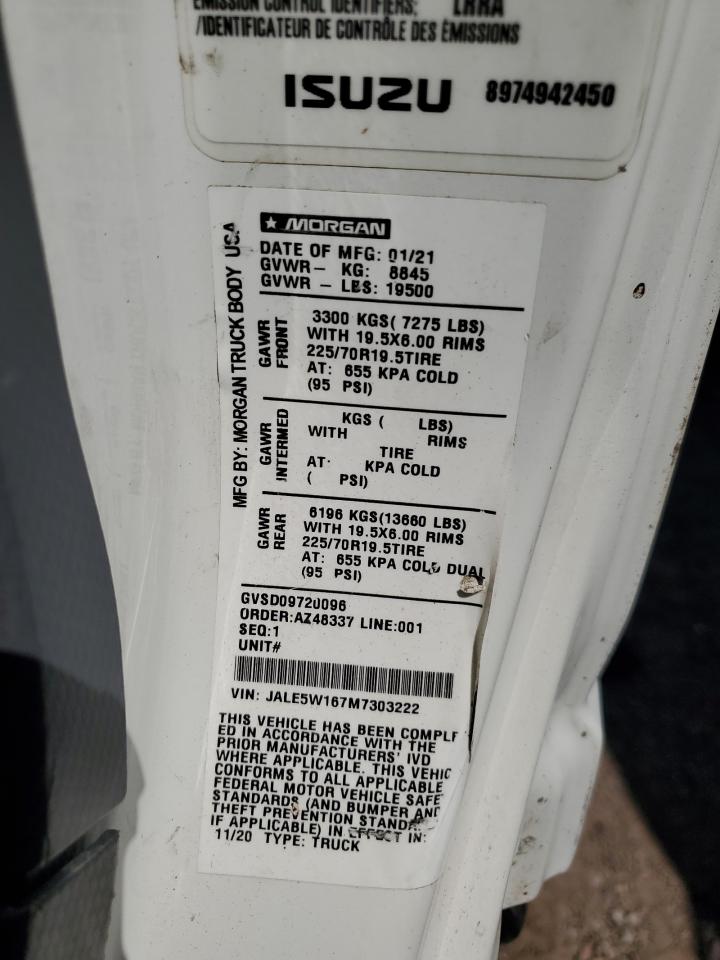 EMISSION CONTROL IDENTIFIERS; LRRA
/IDENTIFICATEUR DE CONTRÔLE DES ÉMISSIONS
ISUZU 8974942450
MFG BY: MORGAN TRUCK BODY USA
★ MORGAN
DATE OF MFG: 01/21
GVWR - KG: 8845
GVWR - LBS: 19500
GAWR FRONT
3300 KGS( 7275 LBS)
WITH 19.5X6.00 RIMS
225/70R19.5TIRE
AT: 655 KPA COLD
(95 PSI)
GAWR INTERMED
KGS ( LBS)
WITH RIMS
TIRE
AT: KPA COLD
( PSI)
GAWR REAR
6196 KGS(13660 LBS)
WITH 19.5X6.00 RIMS
225/70R19.5TIRE
AT: 655 KPA COLD DUAL
(95 PSI)
GVSD09720096
ORDER:AZ48337 LINE:001
SEQ:1
UNIT#
VIN: JALE5W167M7303222
THIS VEHICLE HAS BEEN COMPLE
ED IN ACCORDANCE WITH THE
PRIOR MANUFACTURERS' IVD
WHERE APPLICABLE. THIS VEHIC
CONFORMS TO ALL APPLICABLE
FEDERAL MOTOR VEHICLE SAFE
STANDARDS (AND BUMPER AND
THEFT PREVENTION STANDA
IF APPLICABLE) IN EFFECT IN:
11/20 TYPE: TRUCK